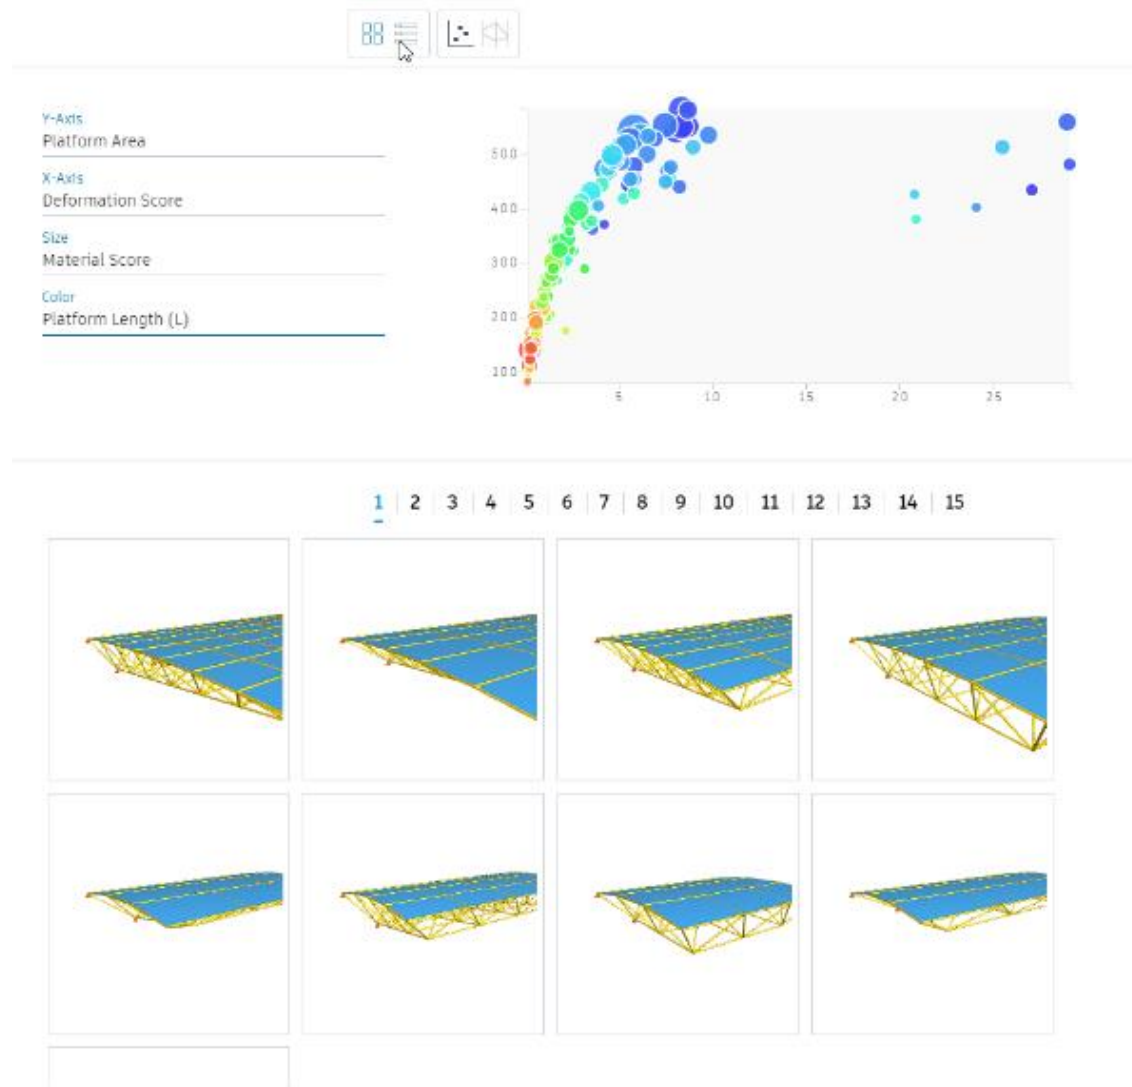 Y-Axis
Platform Area
X-Axis
Deformation Score
Size
Material Score
Color
Platform Length (L)
500
400
300
200
100
5 10 15 20 25
1 2 3 4 5 6 7 8 9 10 11 12 13 14 15